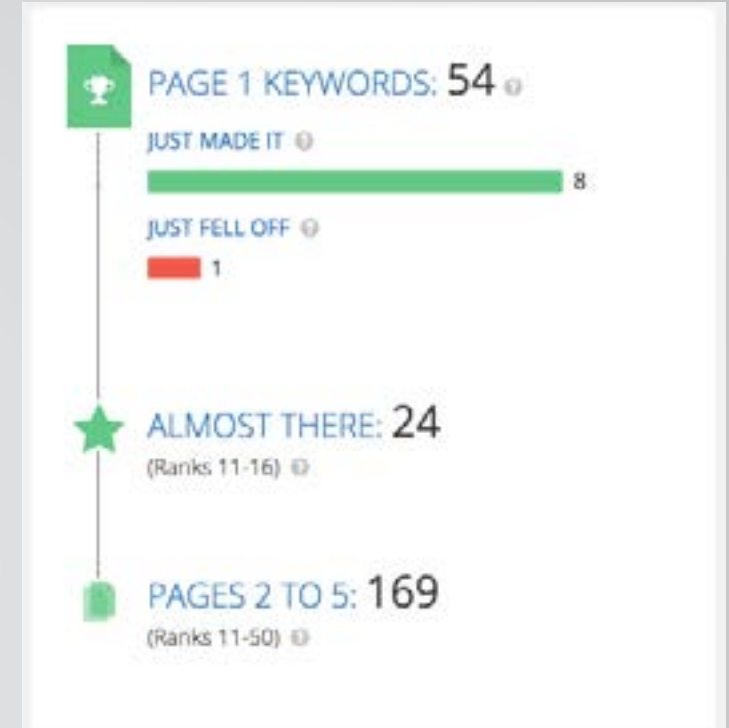 PAGE 1 KEYWORDS: 54 ?
JUST MADE IT ?
8
JUST FELL OFF ?
1
ALMOST THERE: 24
(Ranks 11-16) ?
PAGES 2 TO 5: 169
(Ranks 11-50) ?